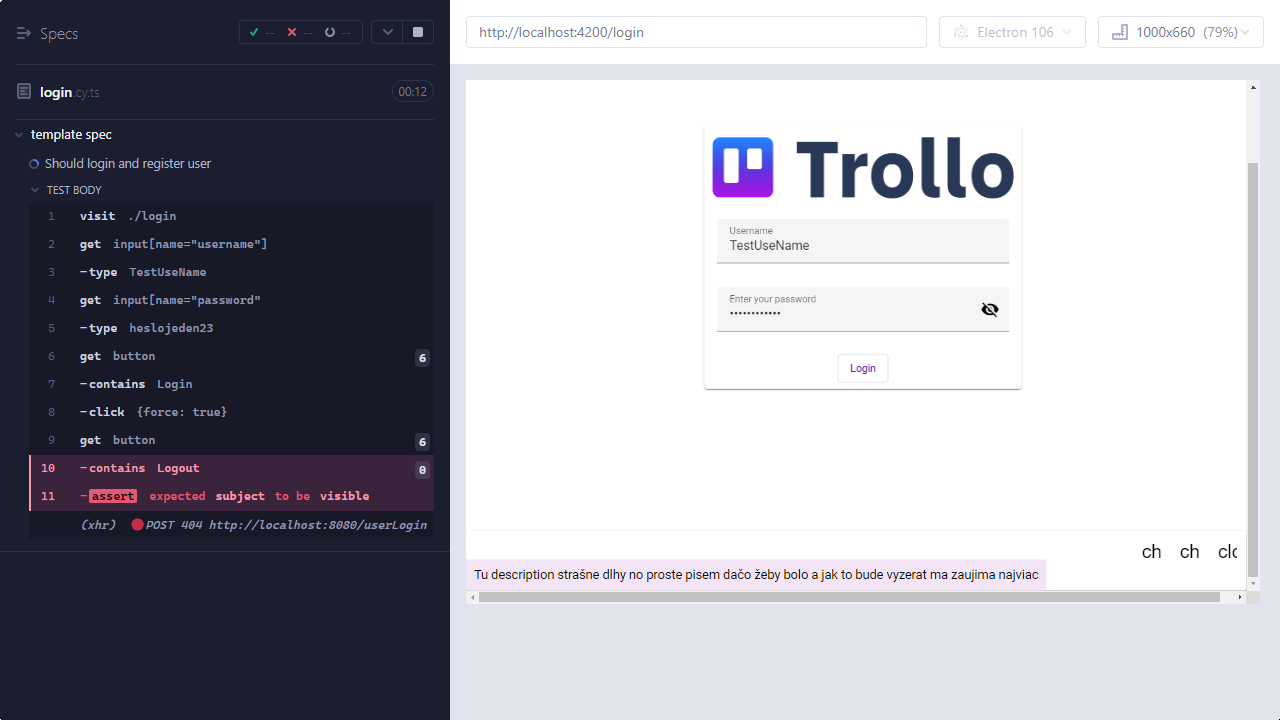 Specs
--
--
--
login.cy.ts
00:12
template spec
Should login and register user
TEST BODY
1 visit ./login
2 get input[name="username"]
3 -type TestUseName
4 get input[name="password"
5 -type heslojeden23
6 get button 6
7 -contains Login
8 -click {force: true}
9 get button 6
10 -contains Logout 0
11 -assert expected subject to be visible
(xhr) POST 404 http://localhost:8080/userLogin
http://localhost:4200/login
Electron 106
1000x660 (79%)
Trollo
Username
TestUseName
Enter your password
••••••••••••
Login
ch ch clo
Tu description strašne dlhy no proste pisem dačo žeby bolo a jak to bude vyzerat ma zaujima najviac